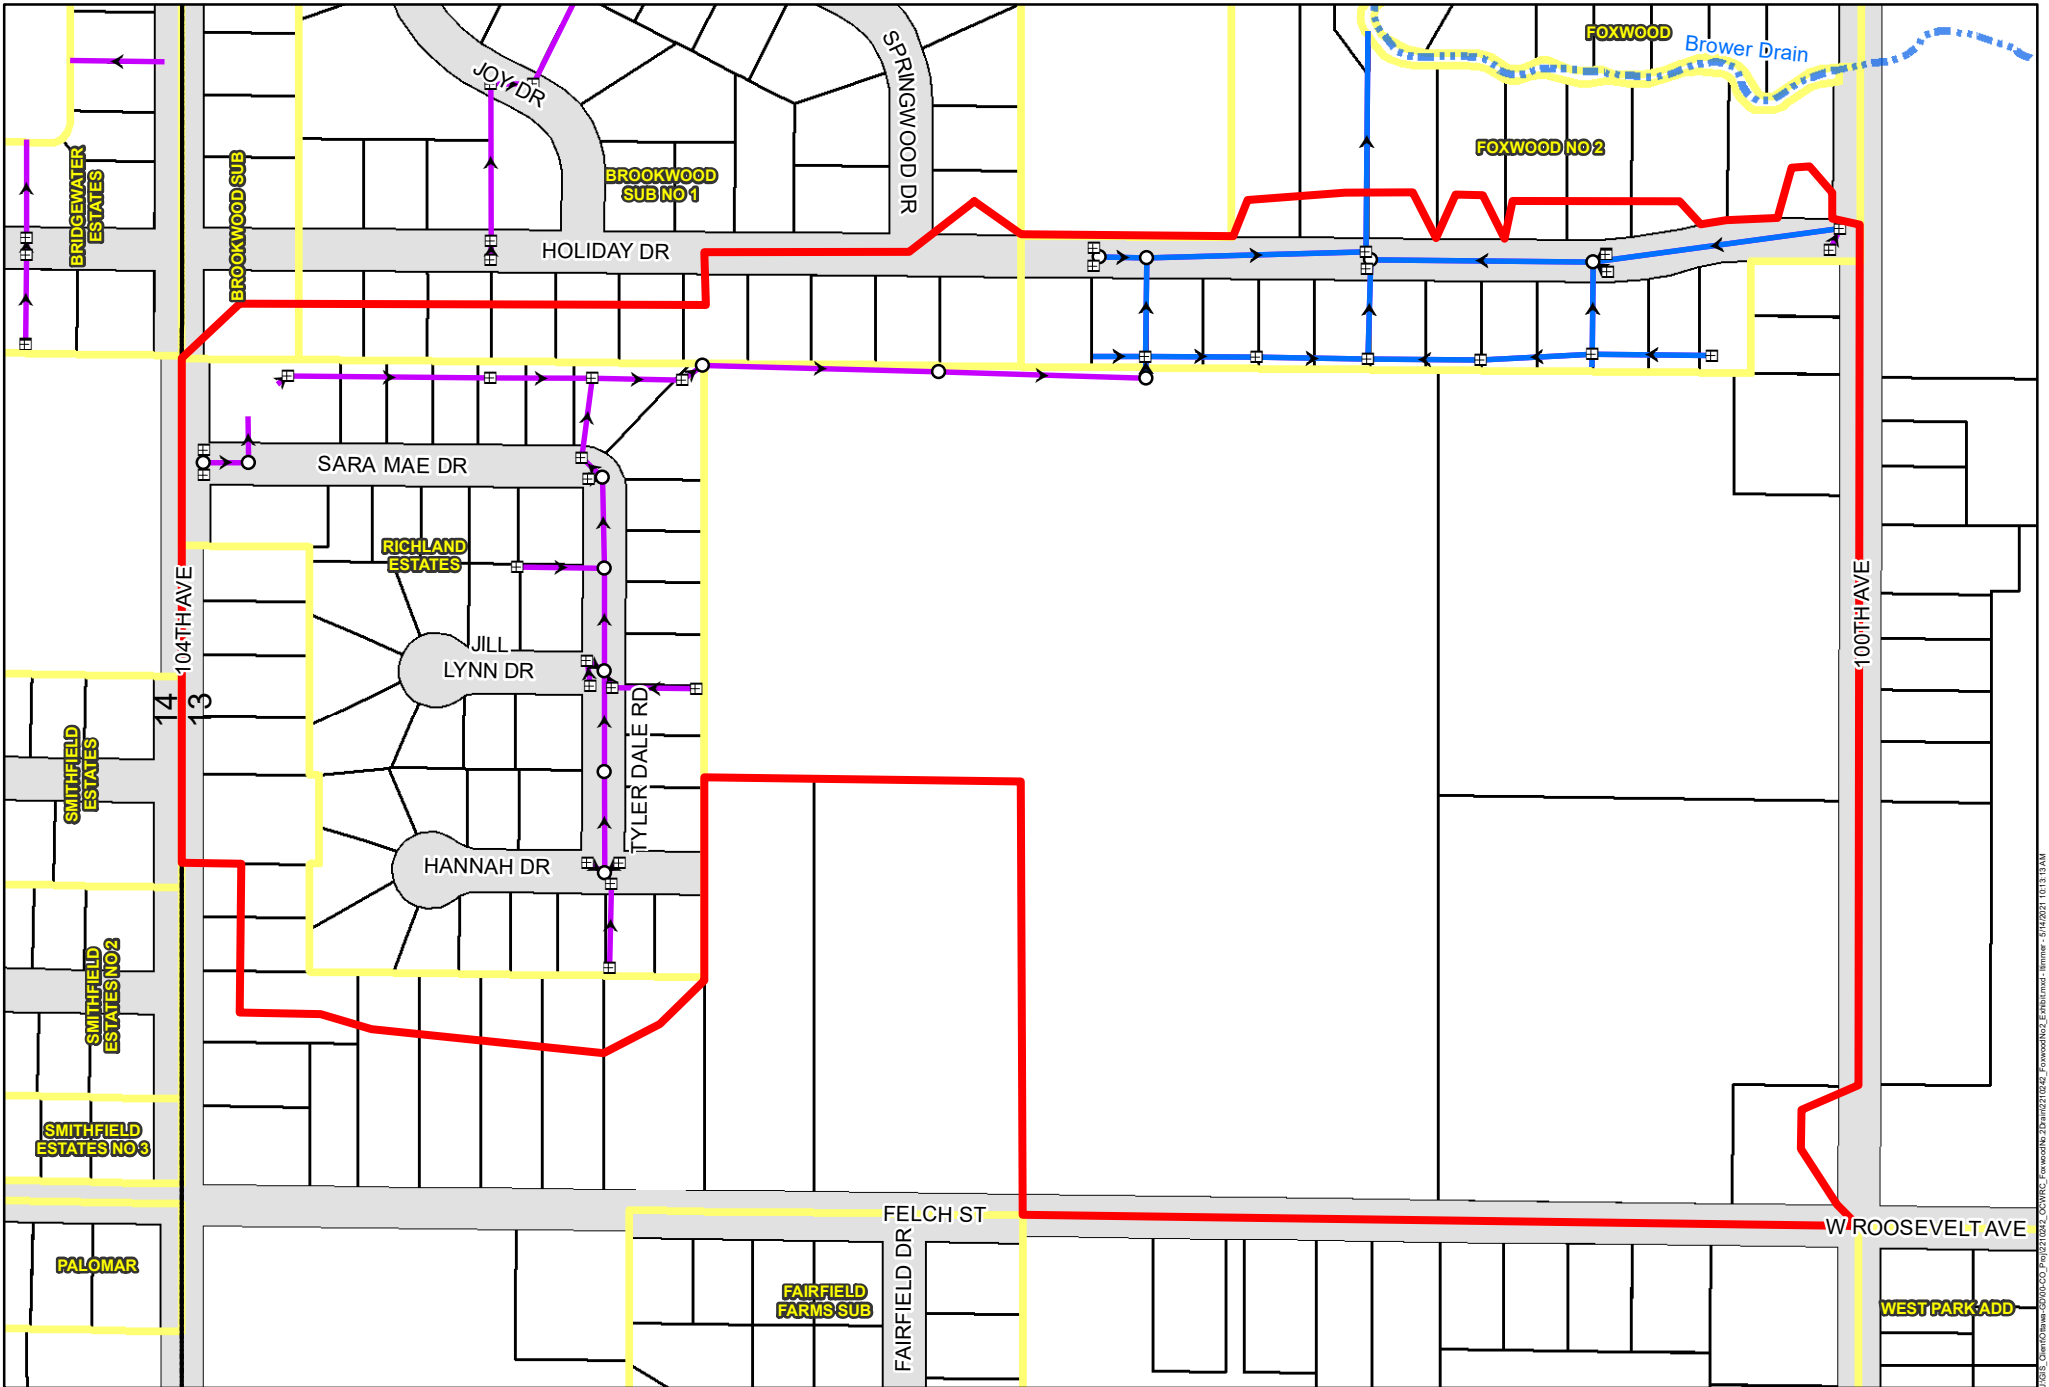 FOXWOOD
Brower Drain
SPRINGWOOD DR
JOY DR
FOXWOOD NO 2
BRIDGEWATER
ESTATES
BROOKWOOD SUB
BROOKWOOD
SUB NO 1
HOLIDAY DR
SARA MAE DR
RICHLAND
ESTATES
104TH AVE
100TH AVE
JILL
LYNN DR
14
13
TYLER DALE RD
SMITHFIELD
ESTATES
HANNAH DR
SMITHFIELD
ESTATES NO 2
SMITHFIELD
ESTATES NO 3
FELCH ST
W ROOSEVELT AVE
PALOMAR
FAIRFIELD DR
FAIRFIELD
FARMS SUB
WEST PARK ADD